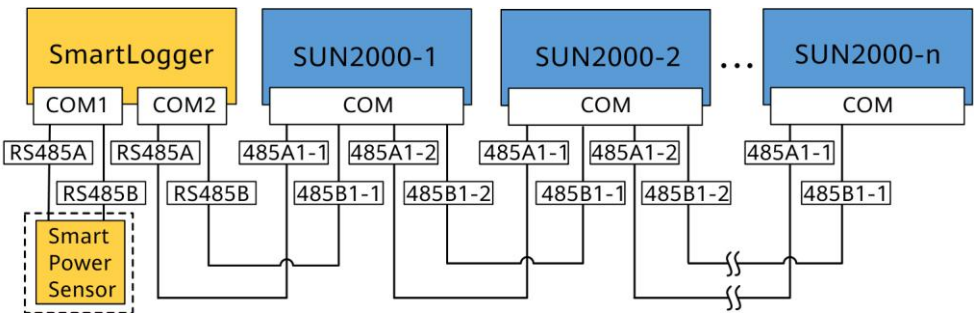 SmartLogger
SUN2000-1
SUN2000-2
...
SUN2000-n
COM1
COM2
COM
COM
COM
RS485A
RS485A
485A1-1
485A1-2
485A1-1
485A1-2
485A1-1
RS485B
RS485B
485B1-1
485B1-2
485B1-1
485B1-2
485B1-1
Smart
Power
Sensor